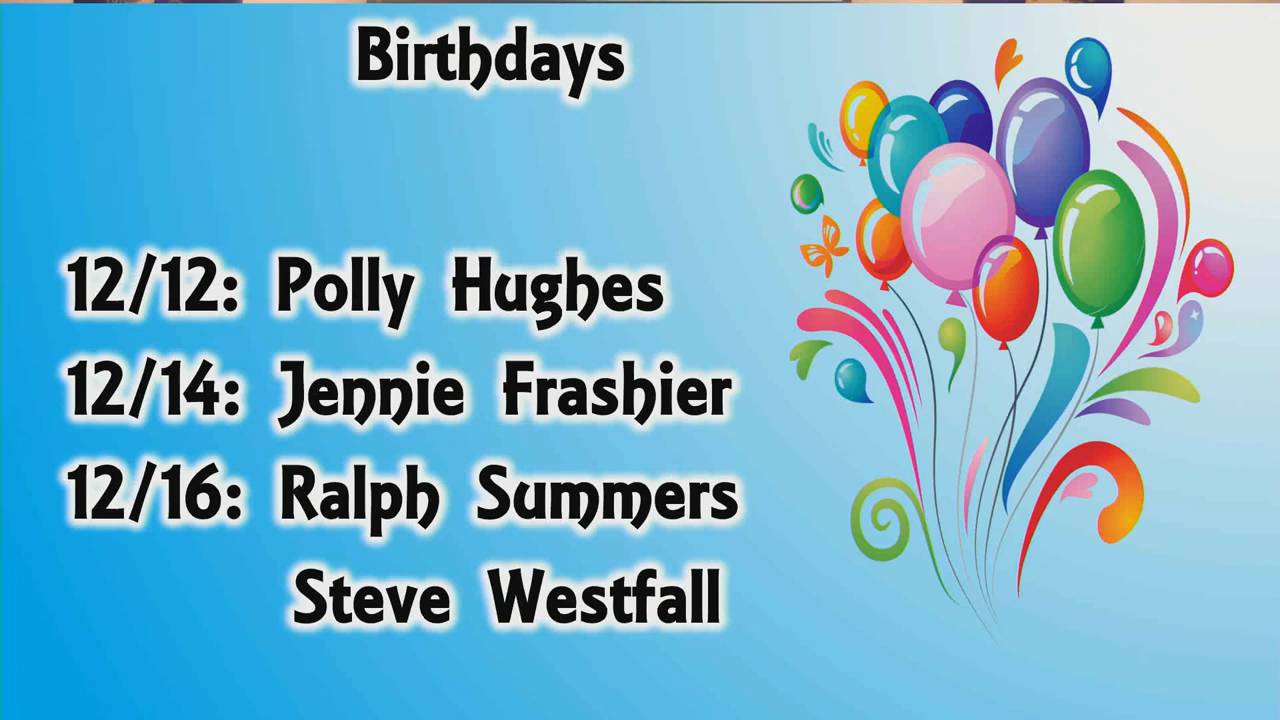 Birthdays
12/12: Polly Hughes
12/14: Jennie Frashier
12/16: Ralph Summers
Steve Westfall